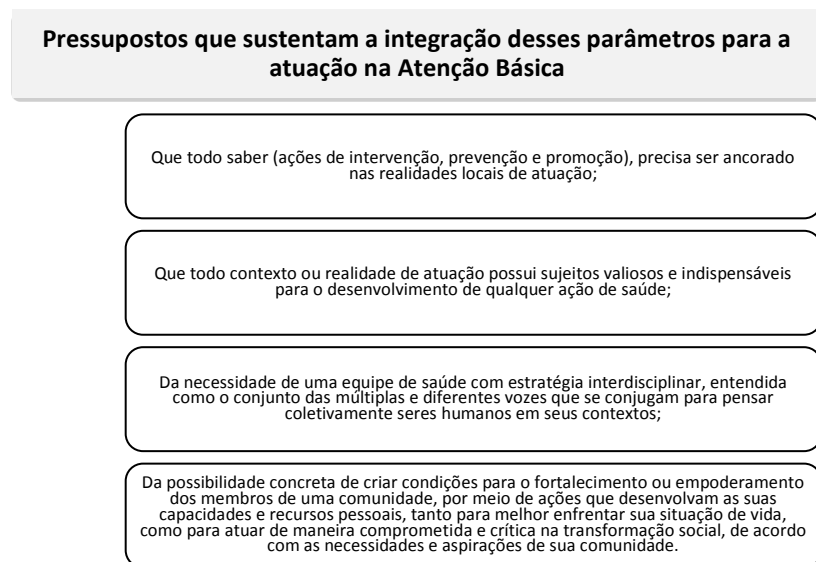 Pressupostos que sustentam a integração desses parâmetros para a
atuação na Atenção Básica
Que todo saber (ações de intervenção, prevenção e promoção), precisa ser ancorado
nas realidades locais de atuação;
Que todo contexto ou realidade de atuação possui sujeitos valiosos e indispensáveis
para o desenvolvimento de qualquer ação de saúde;
Da necessidade de uma equipe de saúde com estratégia interdisciplinar, entendida
como o conjunto das múltiplas e diferentes vozes que se conjugam para pensar
coletivamente seres humanos em seus contextos;
Da possibilidade concreta de criar condições para o fortalecimento ou empoderamento
dos membros de uma comunidade, por meio de ações que desenvolvam as suas
capacidades e recursos pessoais, tanto para melhor enfrentar sua situação de vida,
como para atuar de maneira comprometida e crítica na transformação social, de acordo
com as necessidades e aspirações de sua comunidade.